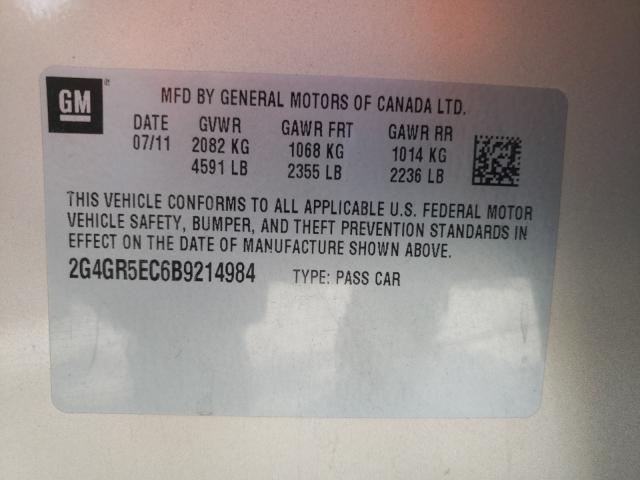 GM
MFD BY GENERAL MOTORS OF CANADA LTD.
DATE GVWR GAWR FRT GAWR RR
07/11 2082 KG 1068 KG 1014 KG
4591 LB 2355 LB 2236 LB
THIS VEHICLE CONFORMS TO ALL APPLICABLE U.S. FEDERAL MOTOR
VEHICLE SAFETY, BUMPER, AND THEFT PREVENTION STANDARDS IN
EFFECT ON THE DATE OF MANUFACTURE SHOWN ABOVE.
2G4GR5EC6B9214984 TYPE: PASS CAR